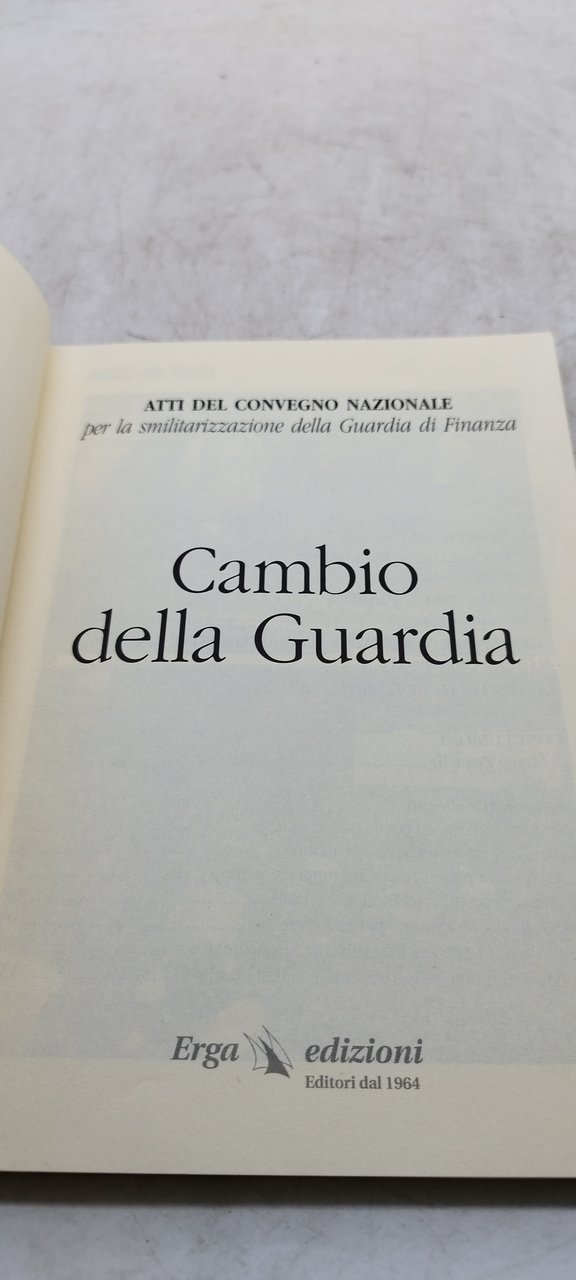 ATTI DEL CONVEGNO NAZIONALE
per la smilitarizzazione della Guardia di Finanza
Cambio
della Guardia
Erga edizioni
Editori dal 1964